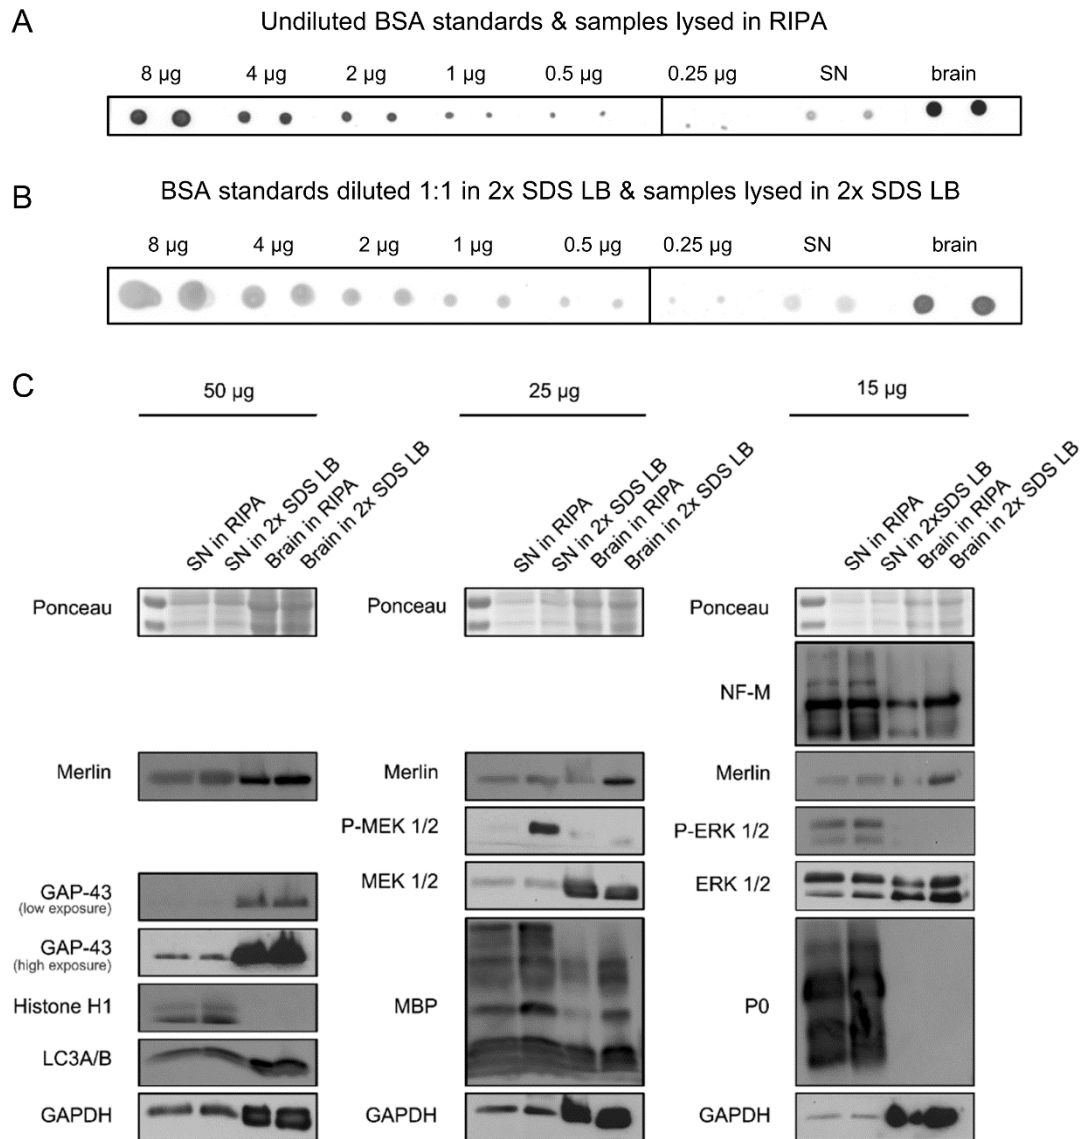 A
Undiluted BSA standards & samples lysed in RIPA
8 µg 4 µg 2 µg 1 µg 0.5 µg 0.25 µg SN brain
B
BSA standards diluted 1:1 in 2x SDS LB & samples lysed in 2x SDS LB
8 µg 4 µg 2 µg 1 µg 0.5 µg 0.25 µg SN brain
C
50 µg
SN in RIPA
SN in 2x SDS LB
Brain in RIPA
Brain in 2x SDS LB
Ponceau
Merlin
GAP-43
(low exposure)
GAP-43
(high exposure)
Histone H1
LC3A/B
GAPDH
25 µg
SN in RIPA
SN in 2x SDS LB
Brain in RIPA
Brain in 2x SDS LB
Ponceau
Merlin
P-MEK 1/2
MEK 1/2
MBP
GAPDH
15 µg
SN in RIPA
SN in 2xSDS LB
Brain in RIPA
Brain in 2x SDS LB
Ponceau
NF-M
Merlin
P-ERK 1/2
ERK 1/2
P0
GAPDH